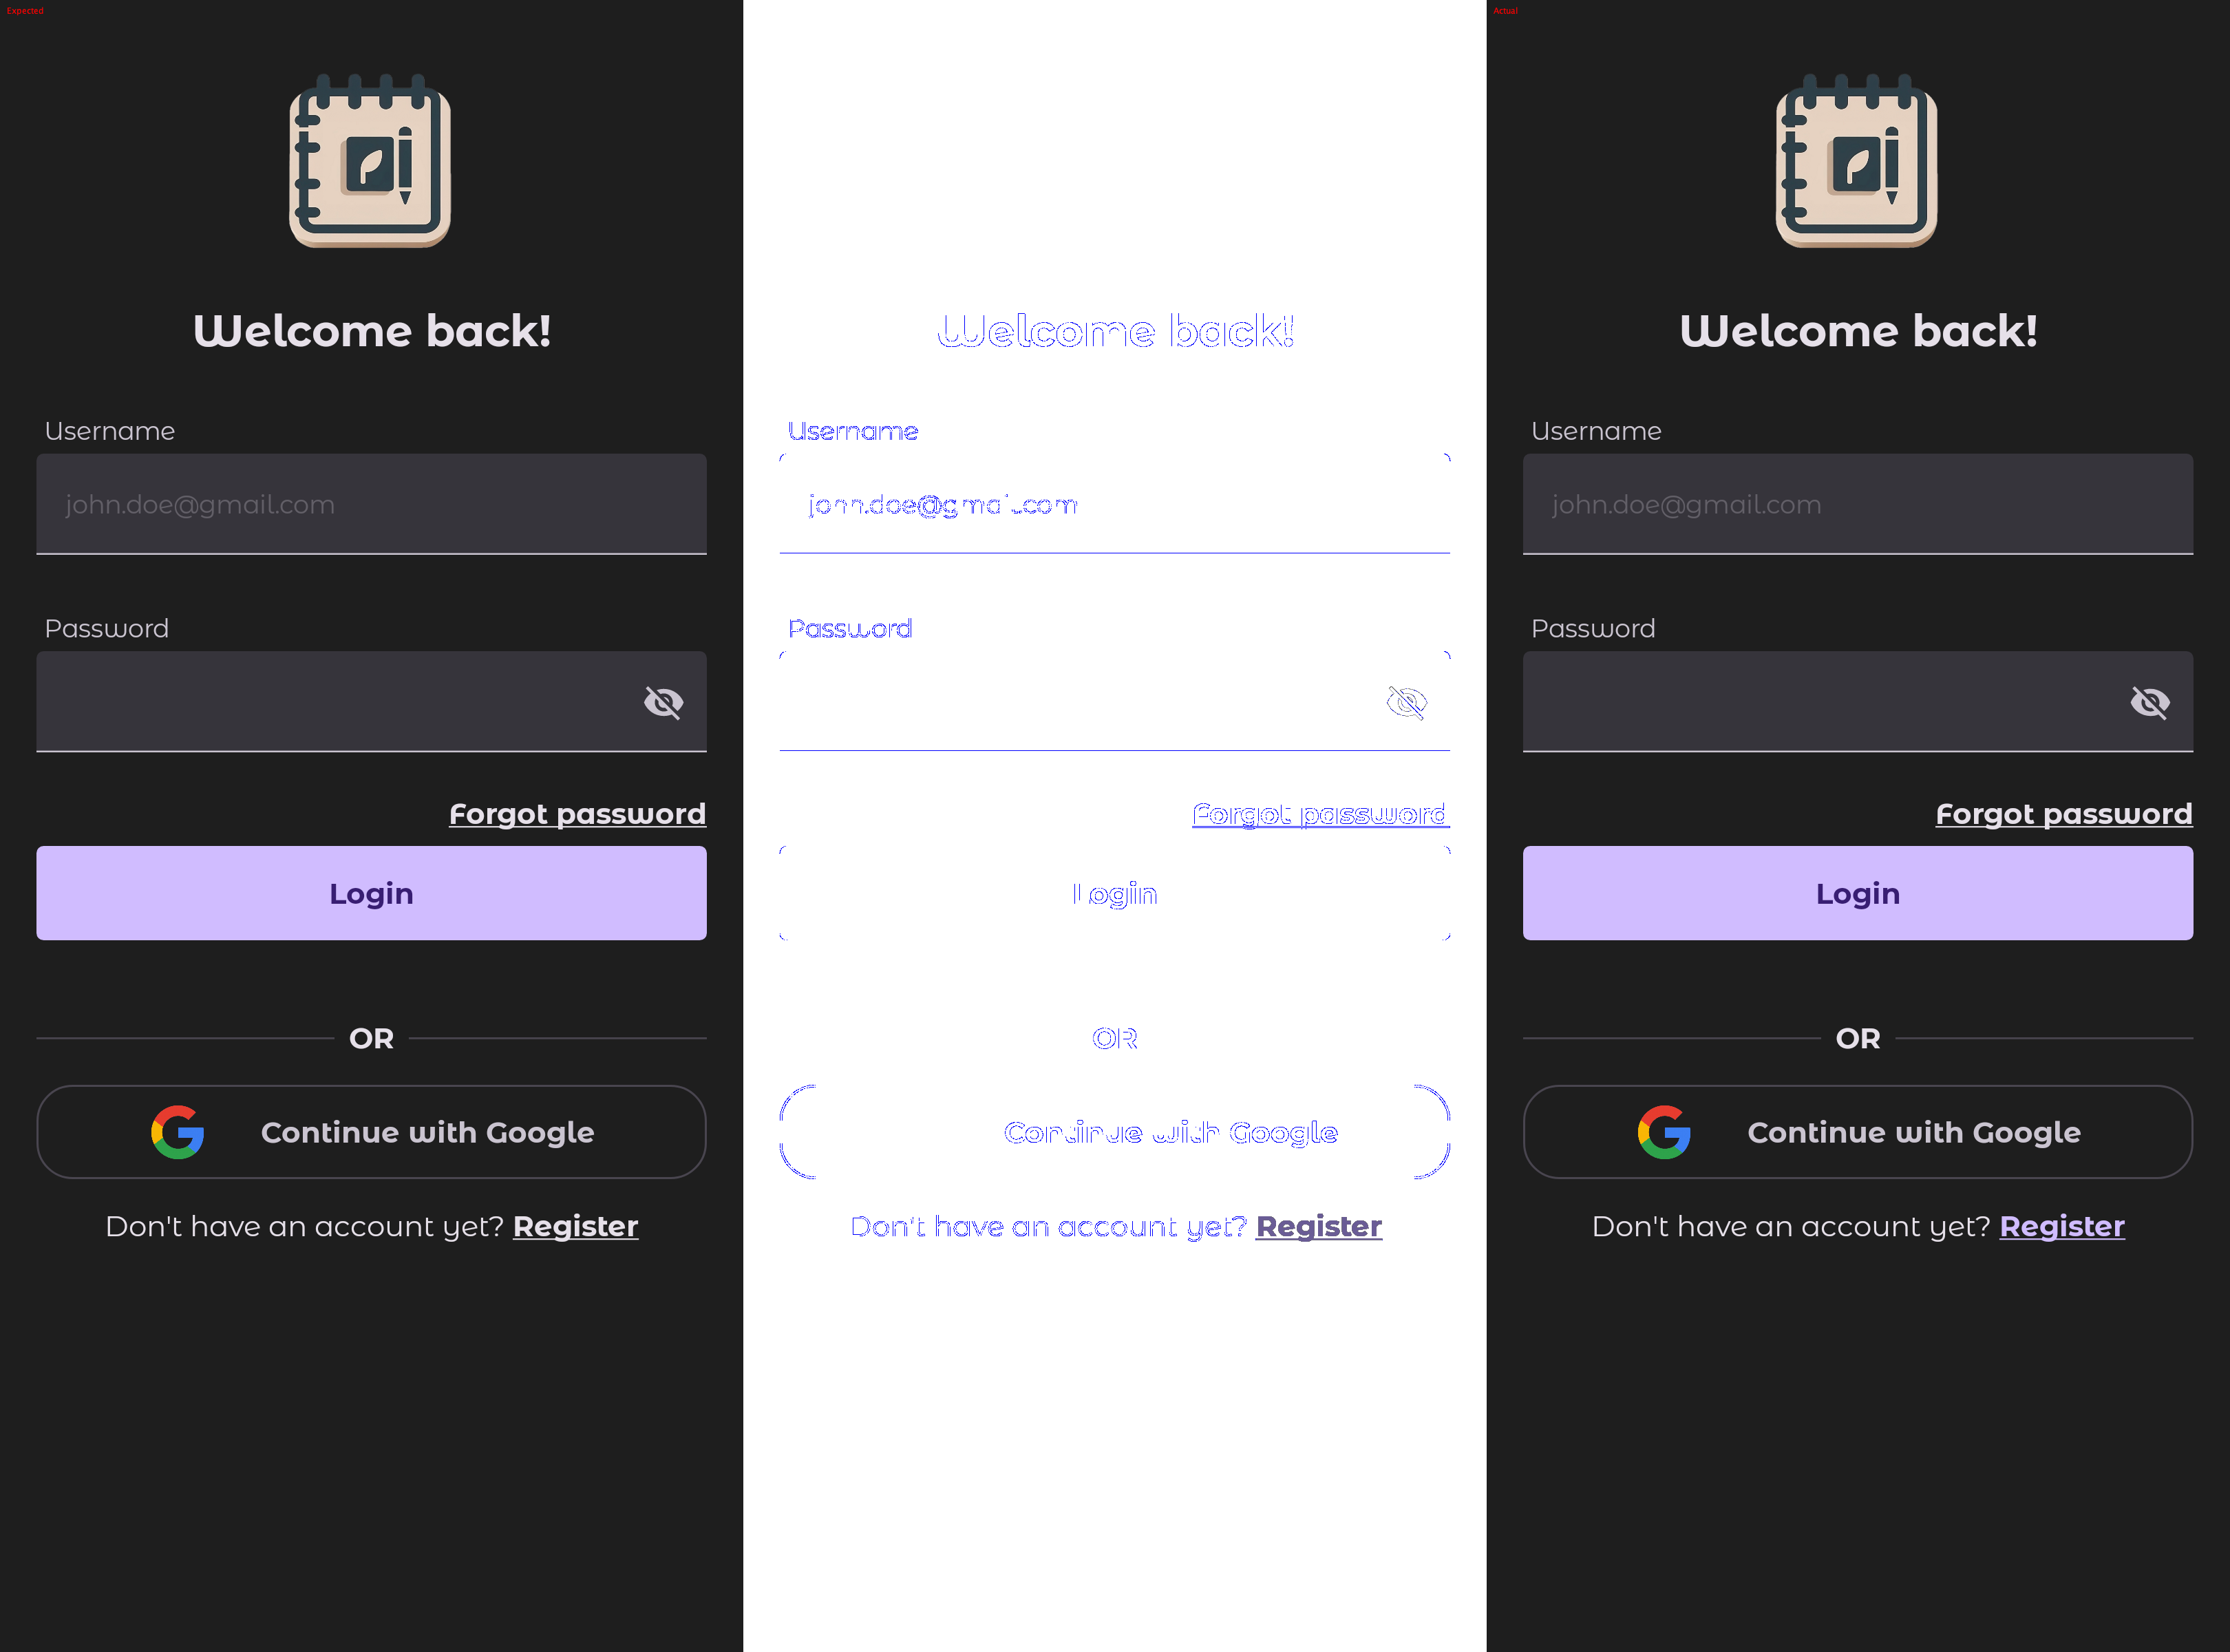 Expected
Welcome back!
Username
john.doe@gmail.com
Password
Forgot password
Login
OR
Continue with Google
Don't have an account yet? Register
Welcome back!
Username
john.doe@gmail.com
Password
Forgot password
Login
OR
Continue with Google
Don't have an account yet? Register
Actual
Welcome back!
Username
john.doe@gmail.com
Password
Forgot password
Login
OR
Continue with Google
Don't have an account yet? Register